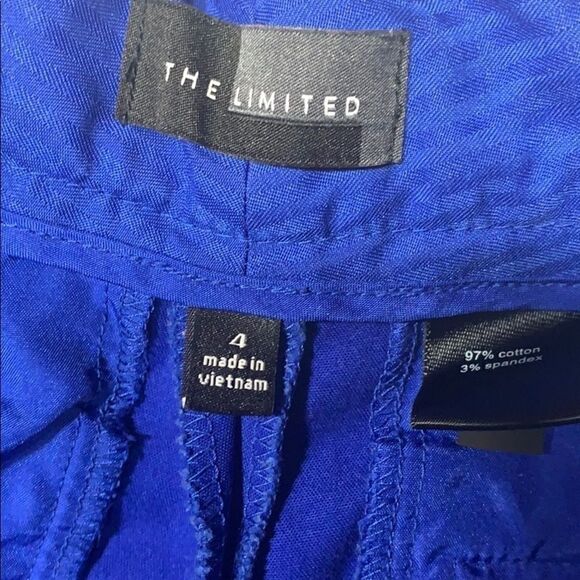 THE LIMITED
4
made in
vietnam
97% cotton
3% spandex